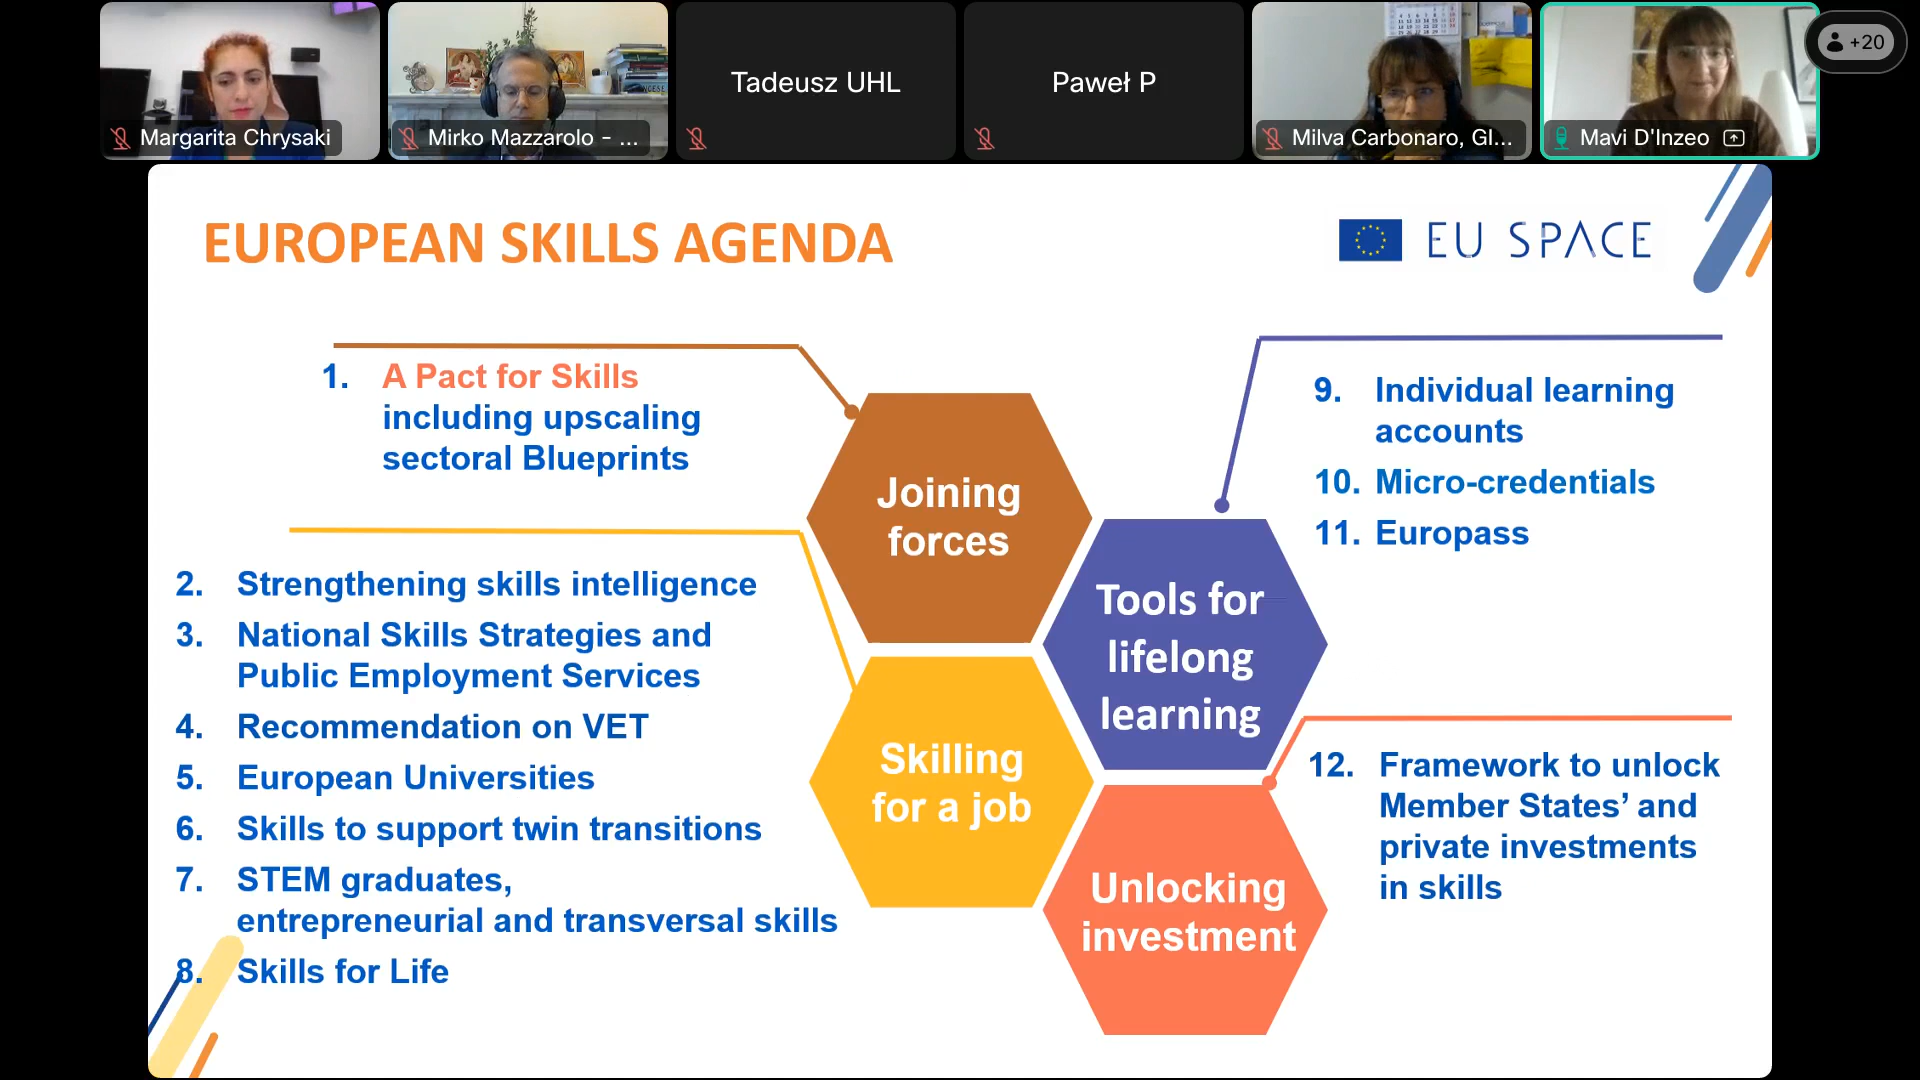 Margarita Chrysaki
Mirko Mazzarolo - ...
Tadeusz UHL
Paweł P
Milva Carbonaro, GI...
Mavi D'Inzeo
+20
EUROPEAN SKILLS AGENDA
EU SPACE
1. A Pact for Skills
including upscaling
sectoral Blueprints
2. Strengthening skills intelligence
3. National Skills Strategies and
Public Employment Services
4. Recommendation on VET
5. European Universities
6. Skills to support twin transitions
7. STEM graduates,
entrepreneurial and transversal skills
8. Skills for Life
Joining
forces
Skilling
for a job
Tools for
lifelong
learning
Unlocking
investment
9. Individual learning
accounts
10. Micro-credentials
11. Europass
12. Framework to unlock
Member States’ and
private investments
in skills